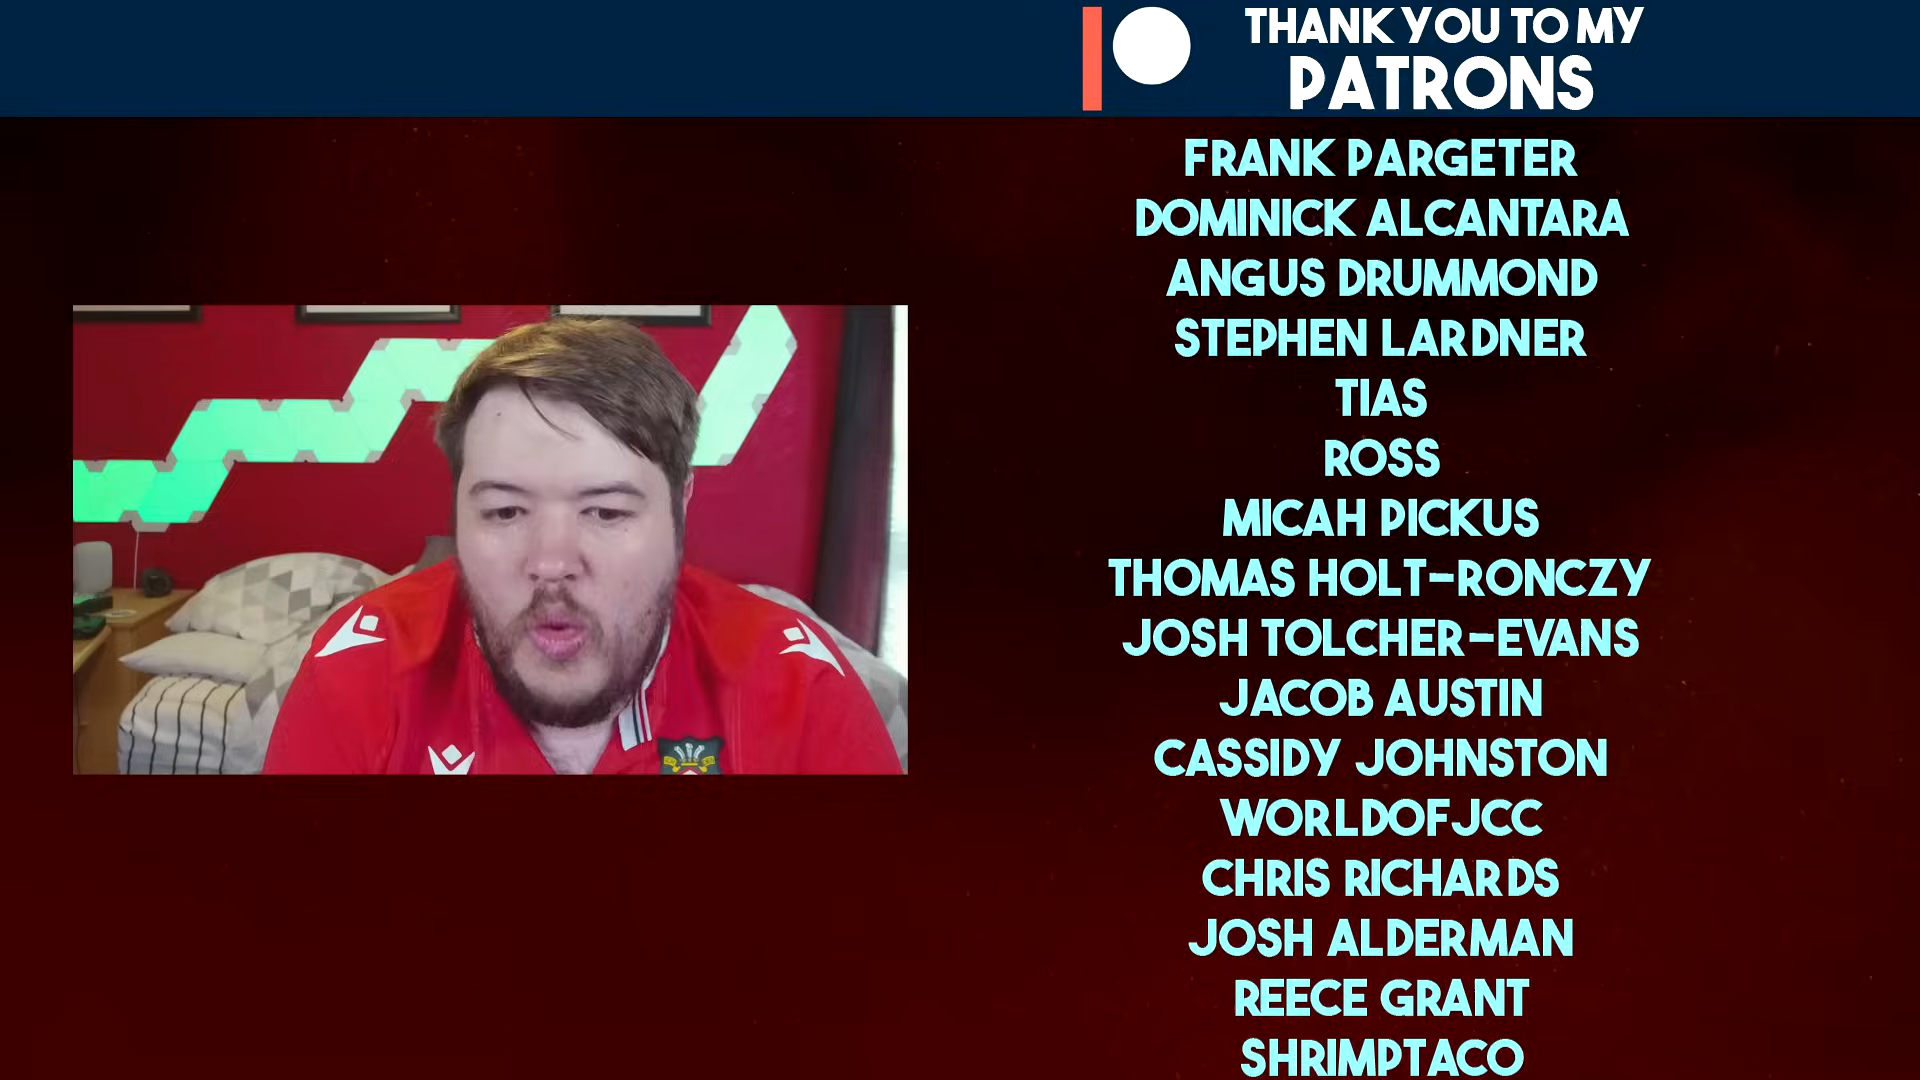 THANK YOU TO MY
PATRONS
FRANK PARGETER
DOMINICK ALCANTARA
ANGUS DRUMMOND
STEPHEN LARDNER
TIAS
ROSS
MICAH PICKUS
THOMAS HOLT-RONCZY
JOSH TOLCHER-EVANS
JACOB AUSTIN
CASSIDY JOHNSTON
WORLDOFJCC
CHRIS RICHARDS
JOSH ALDERMAN
REECE GRANT
SHRIMPTACO